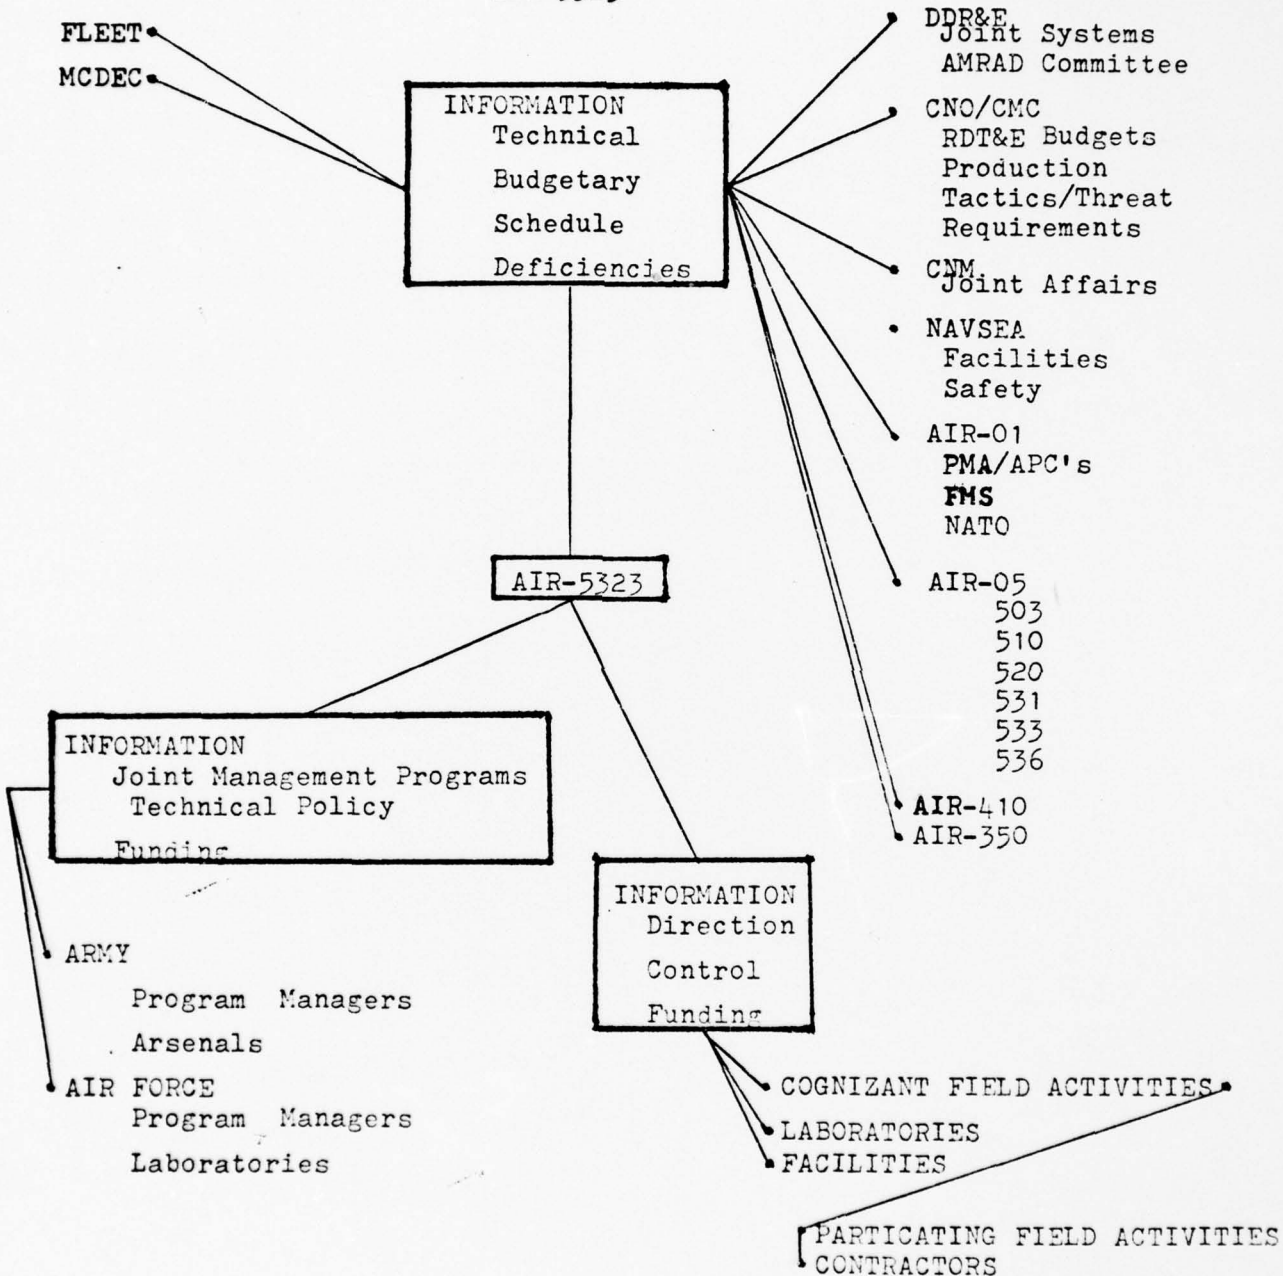 FLEET
MCDEC
INFORMATION
Technical
Budgetary
Schedule
Deficiencies
DDR&E
Joint Systems
AMRAD Committee
CNO/CMC
RDT&E Budgets
Production
Tactics/Threat
Requirements
CNM
Joint Affairs
NAVSEA
Facilities
Safety
AIR-01
PMA/APC's
FMS
NATO
AIR-05
503
510
520
531
533
536
AIR-410
AIR-350
AIR-5323
INFORMATION
Joint Management Programs
Technical Policy
Funding
ARMY
Program Managers
Arsenals
AIR FORCE
Program Managers
Laboratories
INFORMATION
Direction
Control
Funding
COGNIZANT FIELD ACTIVITIES
LABORATORIES
FACILITIES
PARTICATING FIELD ACTIVITIES
CONTRACTORS